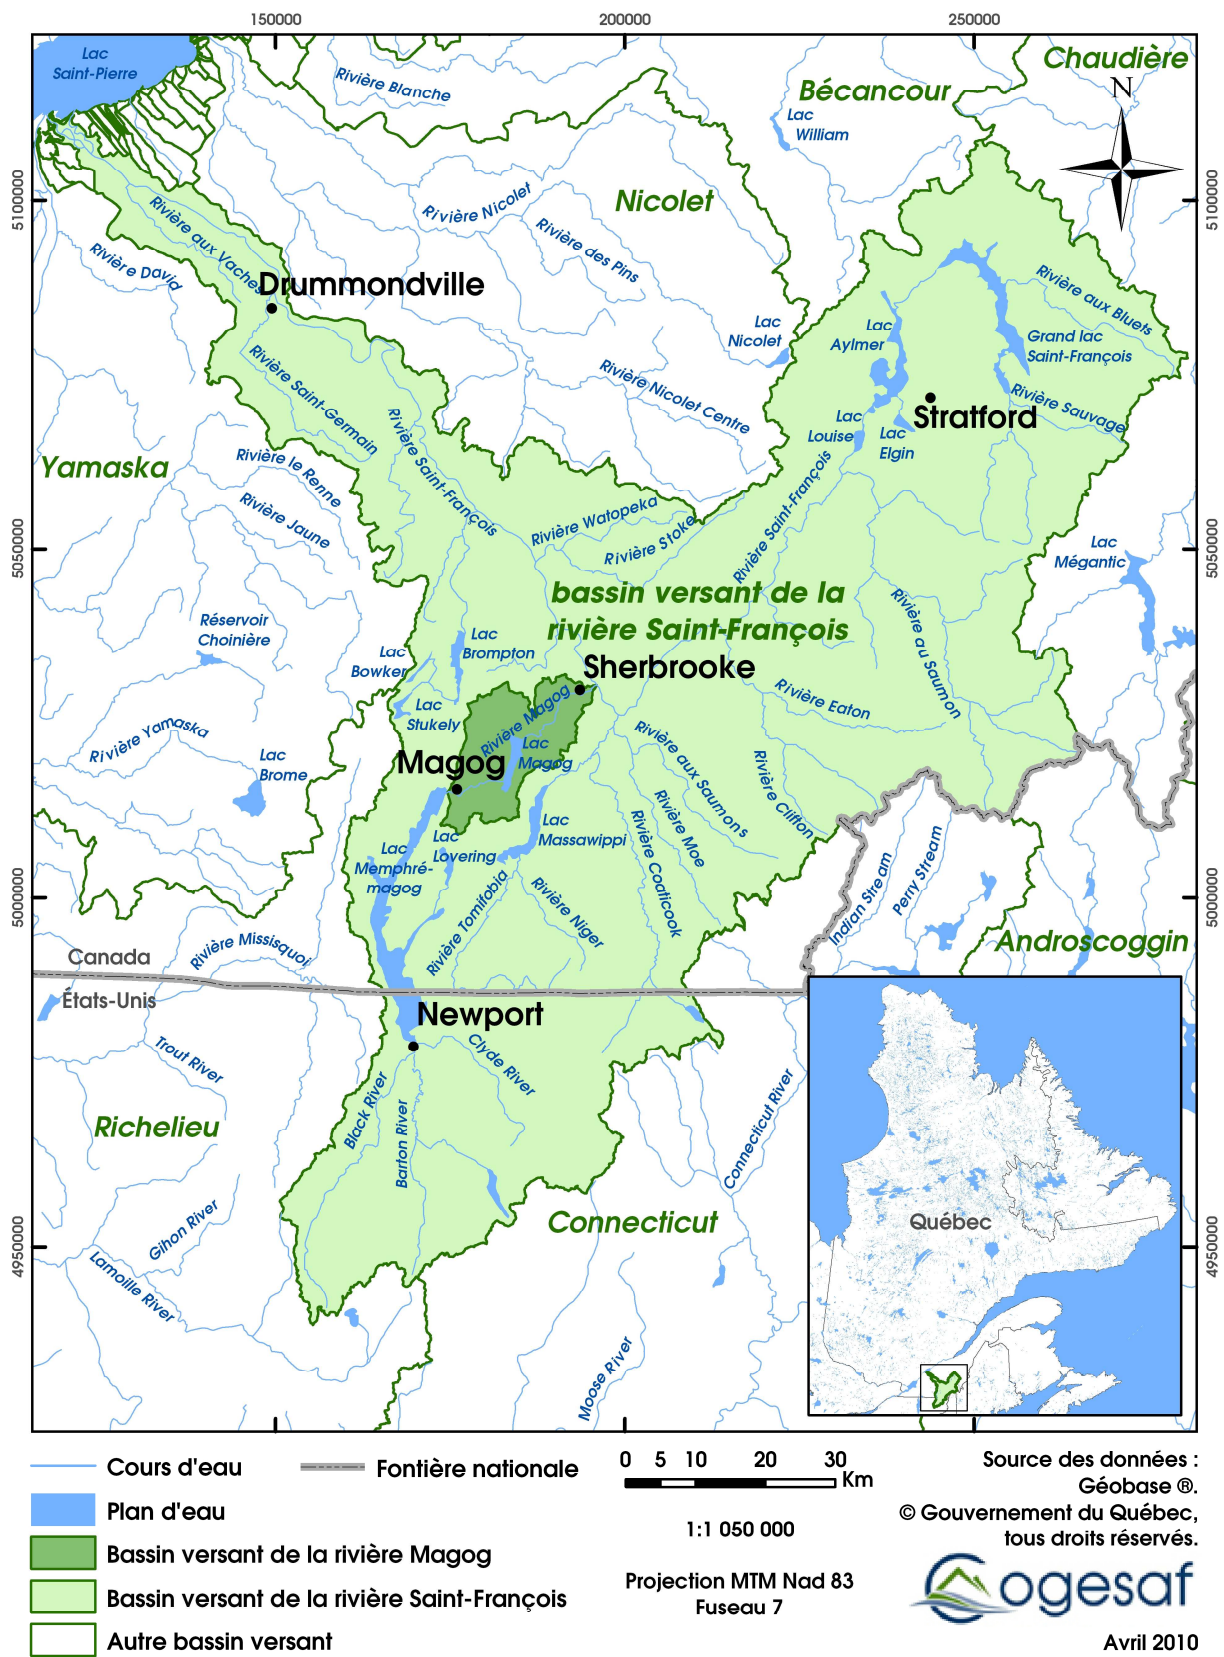 150000
200000
250000
Lac
Saint-Pierre
Rivière Blanche
Bécancour
Chaudière
N
Lac
William
5100000
5100000
Rivière Nicolet
Nicolet
Rivière aux Vaches
Rivière des Pins
Rivière David
Drummondville
Rivière aux Bluets
Lac
Nicolet
Lac
Aylmer
Grand lac
Saint-François
Rivière Saint-Germain
Rivière Nicolet Centre
Rivière Sauvage
Stratford
Lac
Louise
Lac
Elgin
Rivière Saint-François
Yamaska
Rivière le Renne
Rivière Jaune
Rivière Saint-François
Rivière Watopeka
Rivière Stoke
5050000
5050000
Lac
Mégantic
bassin versant de la
rivière Saint-François
Rivière au Saumon
Réservoir
Choinière
Lac
Bowker
Lac
Brompton
Sherbrooke
Lac
Stukely
Rivière Magog
Rivière Eaton
Rivière Yamaska
Lac
Brome
Magog
Lac
Magog
Rivière aux Saumons
Rivière Clifton
Rivière Moe
Rivière Coaticook
Lac
Massawippi
Lac
Lovering
Lac
Memphré-
magog
Rivière Tomifobia
Rivière Niger
Indian Stream
Perry Stream
5000000
5000000
Androscoggin
Rivière Missisquoi
Canada
États-Unis
Newport
Trout River
Clyde River
Black River
Barton River
Connecticut River
Richelieu
Gihon River
Connecticut
Québec
4950000
4950000
Lamoille River
Moose River
Cours d'eau
Fontière nationale
Plan d'eau
Bassin versant de la rivière Magog
Bassin versant de la rivière Saint-François
Autre bassin versant
0 5 10 20 30
Km
1:1 050 000
Projection MTM Nad 83
Fuseau 7
Source des données :
Géobase ®.
© Gouvernement du Québec,
tous droits réservés.
Cogesaf
Avril 2010